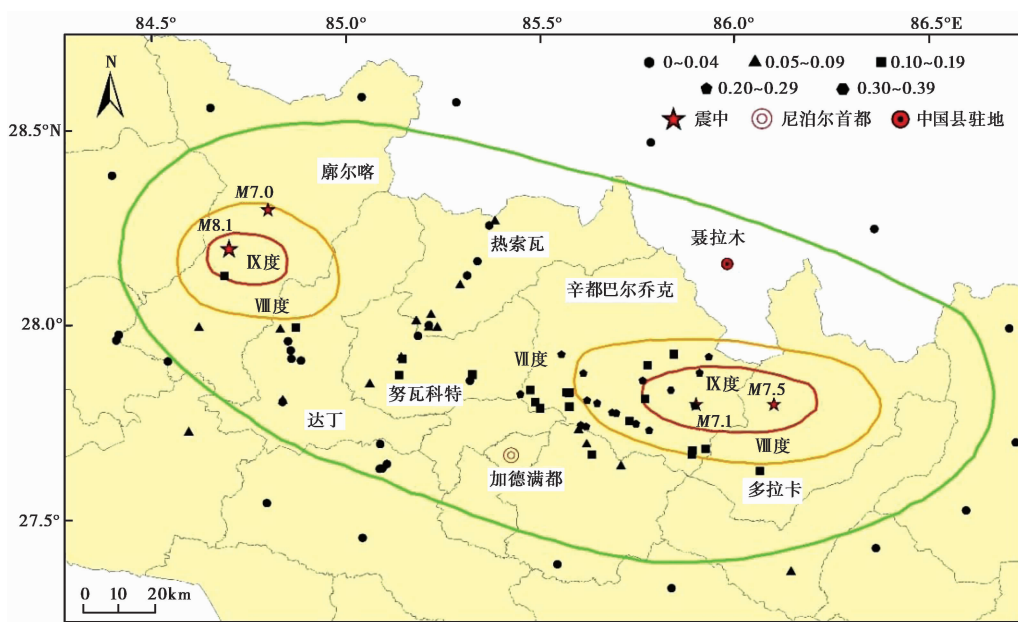 84.5° 85.0° 85.5° 86.0° 86.5°E
N
0~0.04 0.05~0.09 0.10~0.19
0.20~0.29 0.30~0.39
震中 尼泊尔首都 中国县驻地
28.5°N
廓尔喀
M7.0
M8.1
热索瓦
聂拉木
Ⅸ度
辛都巴尔乔克
Ⅷ度
28.0°
Ⅶ度
Ⅸ度
M7.5
努瓦科特
M7.1
达丁
Ⅷ度
加德满都
多拉卡
27.5°
0 10 20km